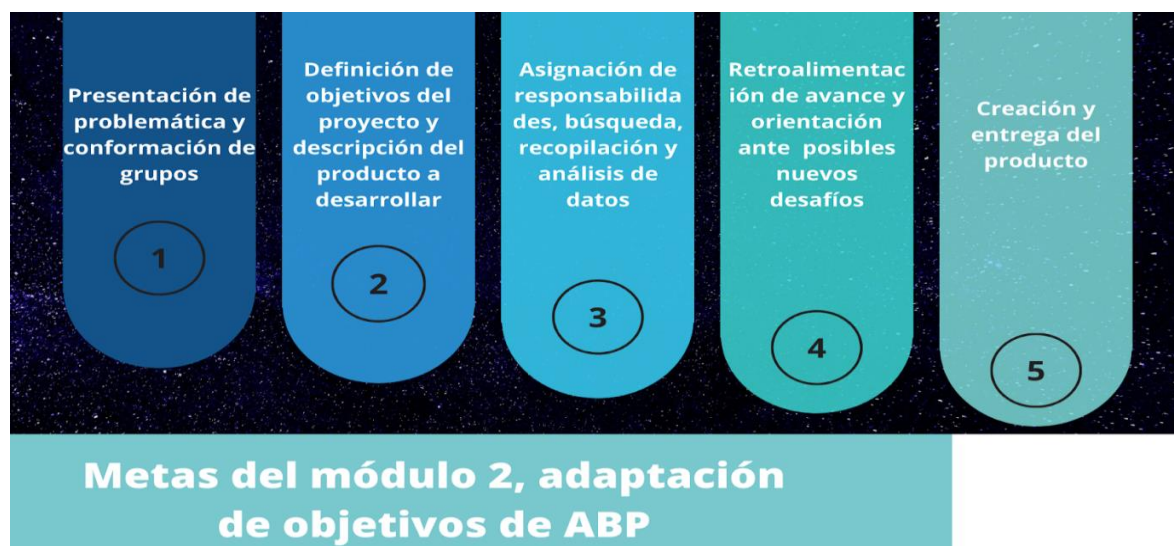 Presentación de
problemática y
conformación de
grupos
1
Definición de
objetivos del
proyecto y
descripción del
producto a
desarrollar
2
Asignación de
responsabilida
des, búsqueda,
recopilación y
análisis de
datos
3
Retroalimentac
ión de avance y
orientación
ante posibles
nuevos
desafíos
4
Creación y
entrega del
producto
5
Metas del módulo 2, adaptación
de objetivos de ABP